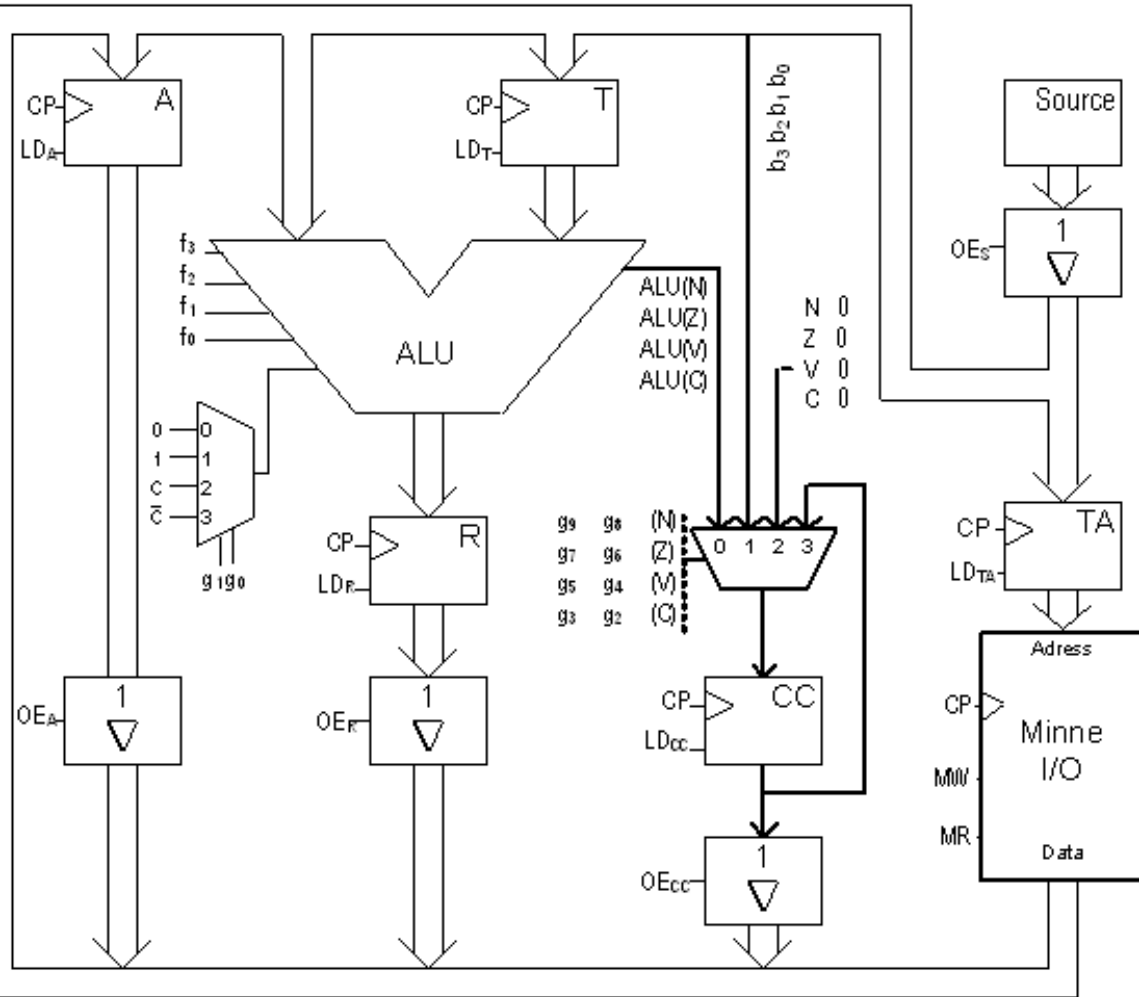 A
CP
LDA
T
CP
LDT
b3 b2 b1 b0
Source
1
OES
f3
f2
f1
f0
ALU
ALU(N)
ALU(Z)
ALU(V)
ALU(C)
N 0
Z 0
V 0
C 0
0 0
1 1
C 2
C̅ 3
g1 g0
R
CP
LDR
g9 g8 (N)
g7 g6 (Z)
g5 g4 (V)
g3 g2 (C)
0 1 2 3
TA
CP
LDTA
Adress
CP
Minne
I/O
MW
MR
Data
1
OEA
1
OER
CC
CP
LDCC
1
OECC